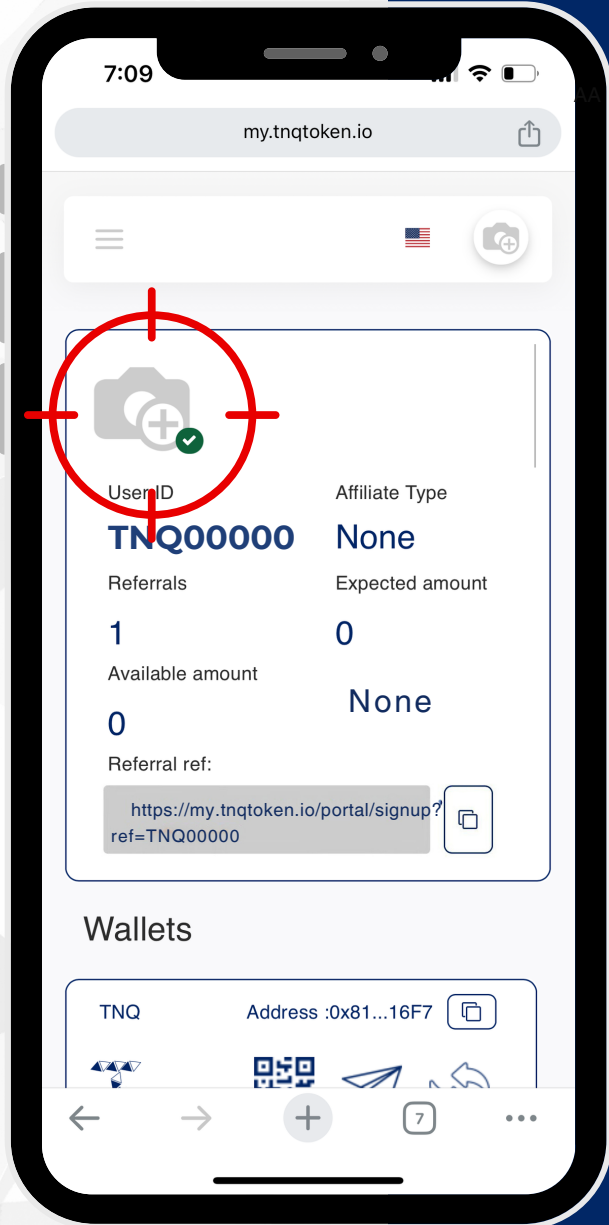 7:09
AA
my.tnqtoken.io
User ID
Affiliate Type
TNQ00000
None
Referrals
Expected amount
1
0
Available amount
None
0
Referral ref:
https://my.tnqtoken.io/portal/signup?
ref=TNQ00000
Wallets
TNQ
Address :0x81...16F7
7